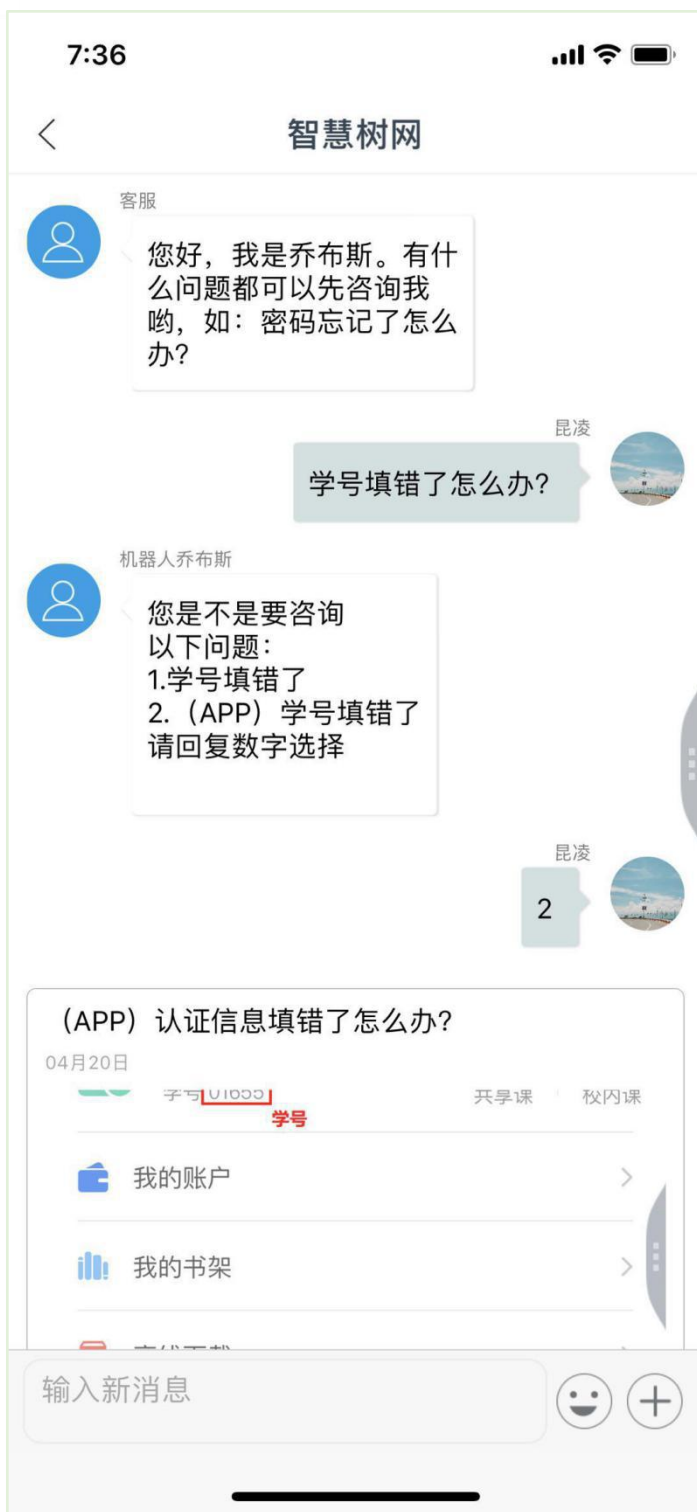 7:36
智慧树网
客服
您好，我是乔布斯。有什
么问题都可以先咨询我
哟，如：密码忘记了怎么
办？
昆凌
学号填错了怎么办？
机器人乔布斯
您是不是要咨询
以下问题：
1.学号填错了
2.（APP）学号填错了
请回复数字选择
昆凌
2
（APP）认证信息填错了怎么办？
04月20日
学号 01655 共享课 校内课
学号
我的账户
我的书架
输入新消息